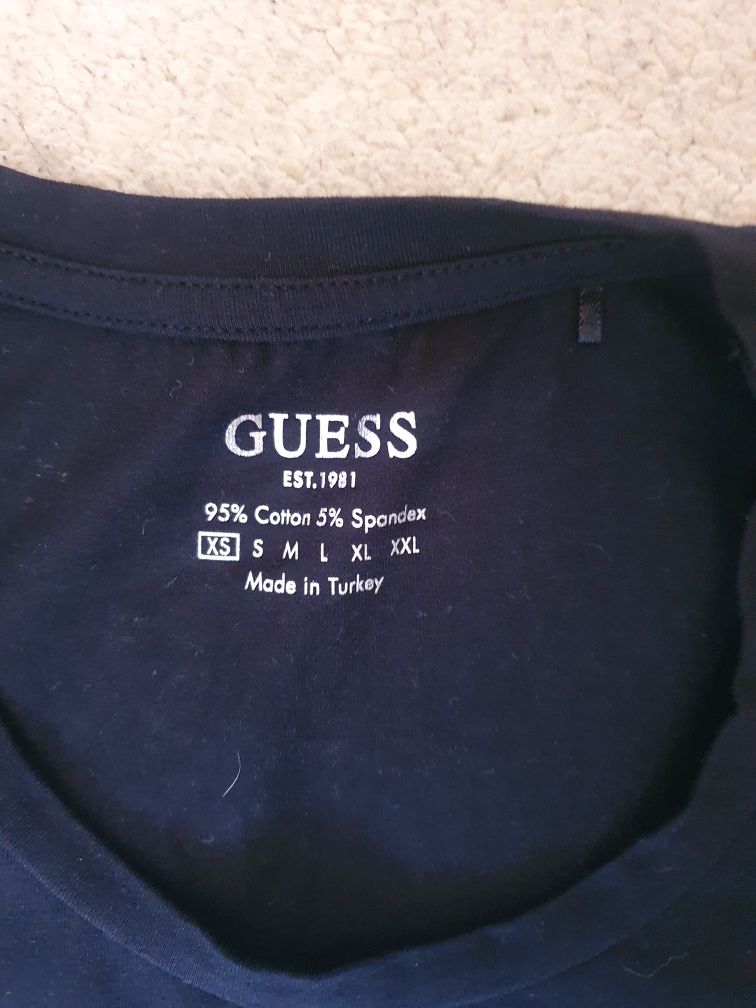 GUESS
EST.1981
95% Cotton 5% Spandex
XS S M L XL XXL
Made in Turkey